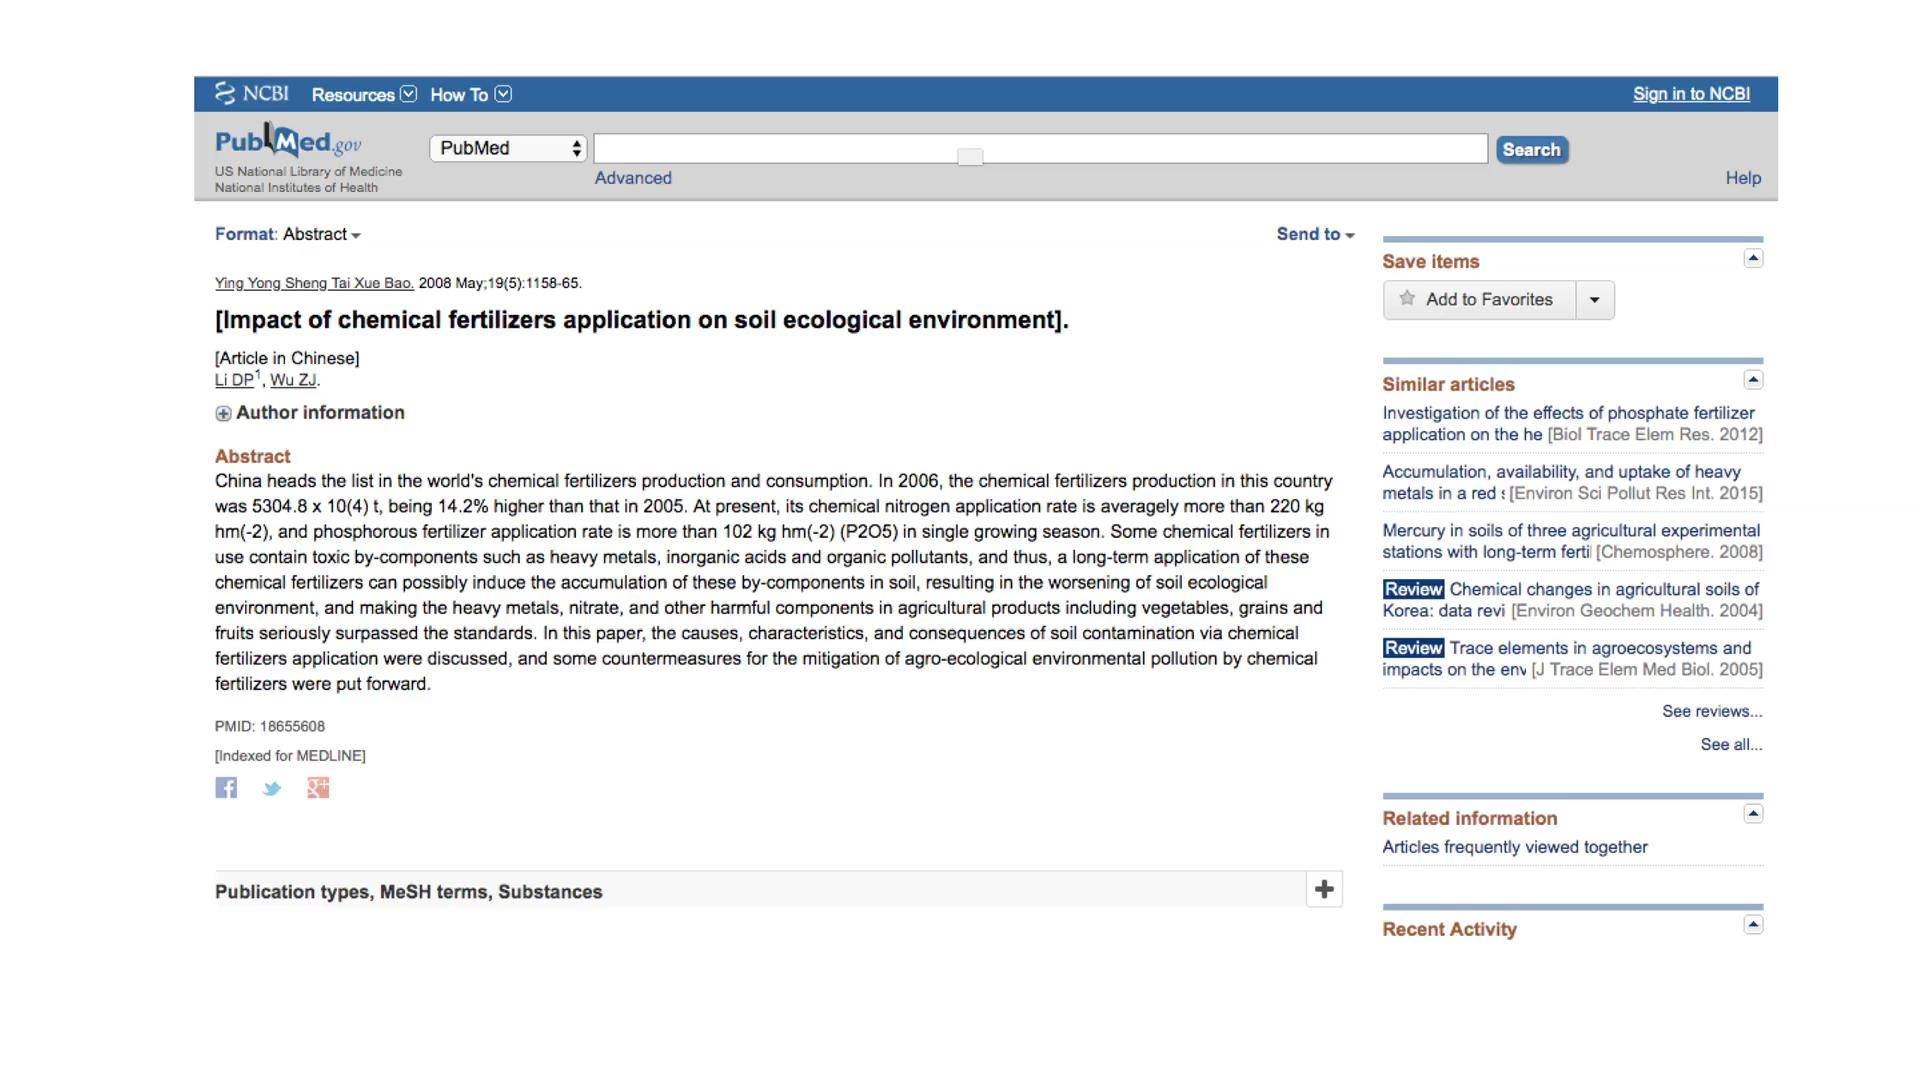 NCBI Resources How To Sign in to NCBI
PubMed.gov
US National Library of Medicine
National Institutes of Health
PubMed
Search
Advanced
Help
Format: Abstract
Send to
Ying Yong Sheng Tai Xue Bao. 2008 May;19(5):1158-65.
[Impact of chemical fertilizers application on soil ecological environment].
[Article in Chinese]
Li DP1, Wu ZJ.
Author information
Abstract
China heads the list in the world's chemical fertilizers production and consumption. In 2006, the chemical fertilizers production in this country
was 5304.8 x 10(4) t, being 14.2% higher than that in 2005. At present, its chemical nitrogen application rate is averagely more than 220 kg
hm(-2), and phosphorous fertilizer application rate is more than 102 kg hm(-2) (P2O5) in single growing season. Some chemical fertilizers in
use contain toxic by-components such as heavy metals, inorganic acids and organic pollutants, and thus, a long-term application of these
chemical fertilizers can possibly induce the accumulation of these by-components in soil, resulting in the worsening of soil ecological
environment, and making the heavy metals, nitrate, and other harmful components in agricultural products including vegetables, grains and
fruits seriously surpassed the standards. In this paper, the causes, characteristics, and consequences of soil contamination via chemical
fertilizers application were discussed, and some countermeasures for the mitigation of agro-ecological environmental pollution by chemical
fertilizers were put forward.
PMID: 18655608
[Indexed for MEDLINE]
Publication types, MeSH terms, Substances
Save items
Add to Favorites
Similar articles
Investigation of the effects of phosphate fertilizer
application on the he [Biol Trace Elem Res. 2012]
Accumulation, availability, and uptake of heavy
metals in a red s [Environ Sci Pollut Res Int. 2015]
Mercury in soils of three agricultural experimental
stations with long-term ferti [Chemosphere. 2008]
Review Chemical changes in agricultural soils of
Korea: data revi [Environ Geochem Health. 2004]
Review Trace elements in agroecosystems and
impacts on the env [J Trace Elem Med Biol. 2005]
See reviews...
See all...
Related information
Articles frequently viewed together
Recent Activity